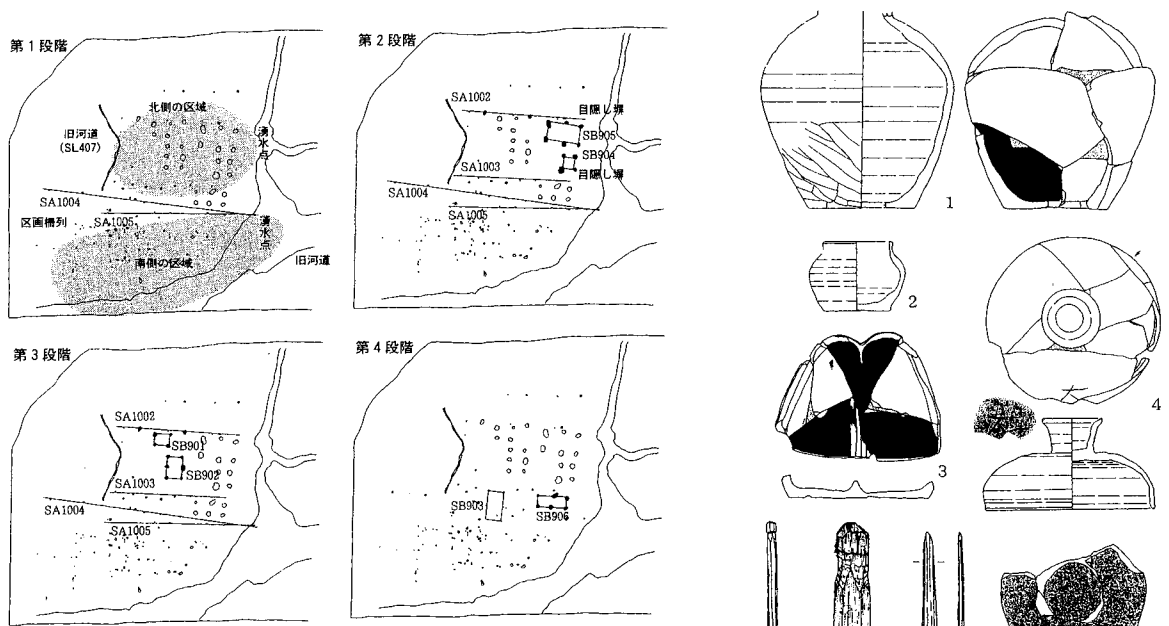 第1段階
北側の区域
旧河道
(SL407)
湧水点
SA1004
区画柵列
SA1005
湧水点
南側の区域
旧河道
第2段階
SA1002
目隠し塀
SB905
SB904
目隠し塀
SA1003
SA1004
SA1005
第3段階
SA1002
SB901
SB902
SA1003
SA1004
SA1005
第4段階
SB903
SB906
1
2
3
4